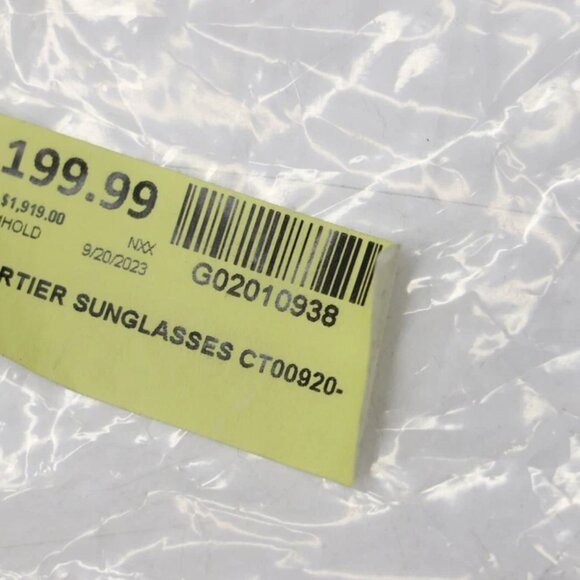 199.99
$1,919.00
HOLD
NXX
9/20/2023
G02010938
RTIER SUNGLASSES CT00920-